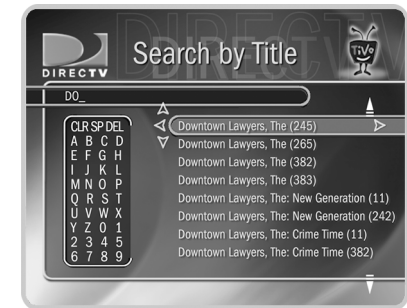 DIRECTV
Search by Title
TiVo
DO_
CLR SP DEL
A B C D
E F G H
I J K L
M N O P
Q R S T
U V W X
Y Z 0 1
2 3 4 5
6 7 8 9
Downtown Lawyers, The (245)
Downtown Lawyers, The (265)
Downtown Lawyers, The (382)
Downtown Lawyers, The (383)
Downtown Lawyers, The: New Generation (11)
Downtown Lawyers, The: New Generation (242)
Downtown Lawyers, The: Crime Time (11)
Downtown Lawyers, The: Crime Time (382)